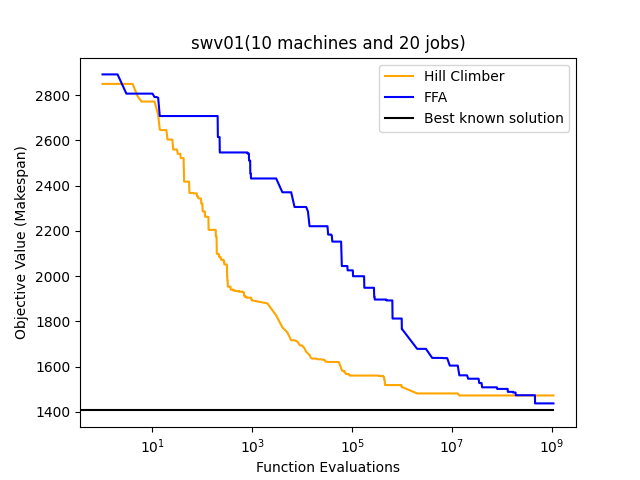 swv01(10 machines and 20 jobs)
Hill Climber
FFA
Best known solution
Objective Value (Makespan)
2800
2600
2400
2200
2000
1800
1600
1400
10^1
10^3
10^5
10^7
10^9
Function Evaluations